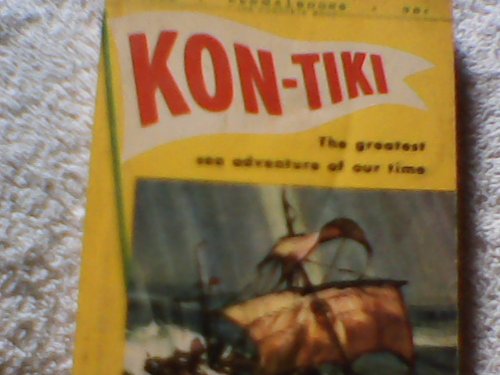 KON-TIKI
The greatest
sea adventure of our time